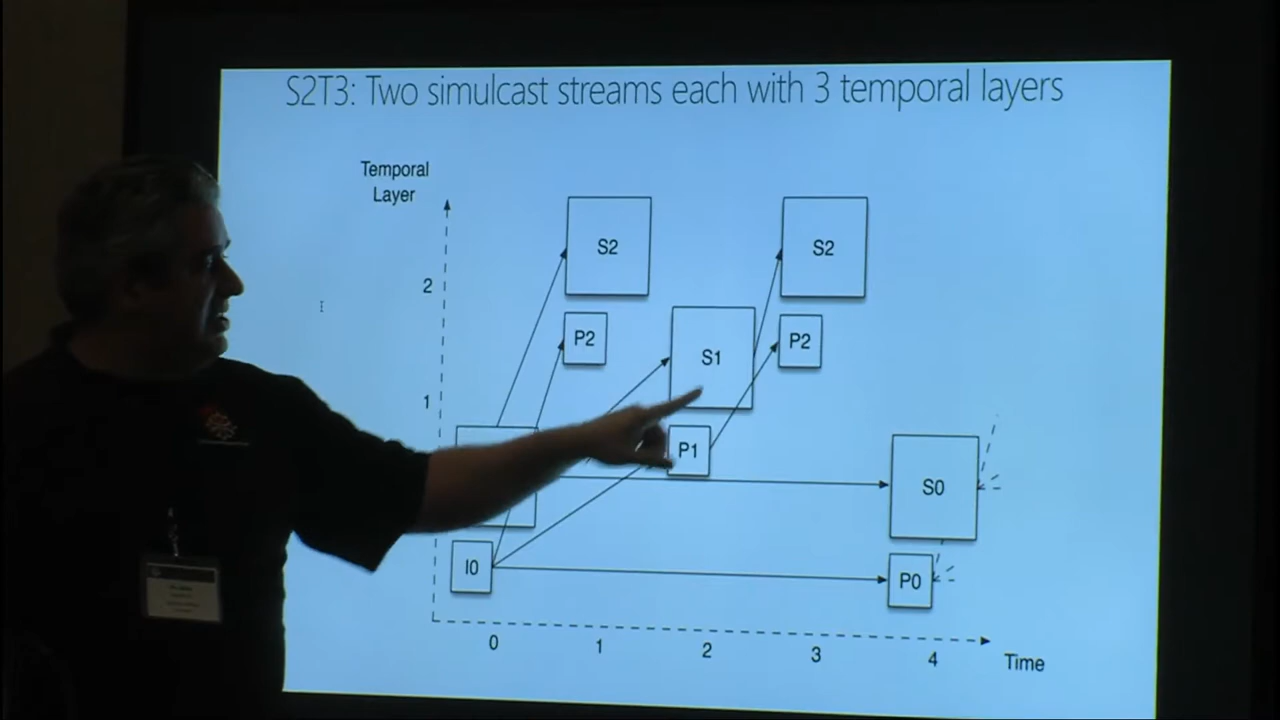 S2T3: Two simulcast streams each with 3 temporal layers
Temporal
Layer
S2
S2
2
P2
P2
S1
1
P1
S0
I0
P0
0
1
2
3
4
Time